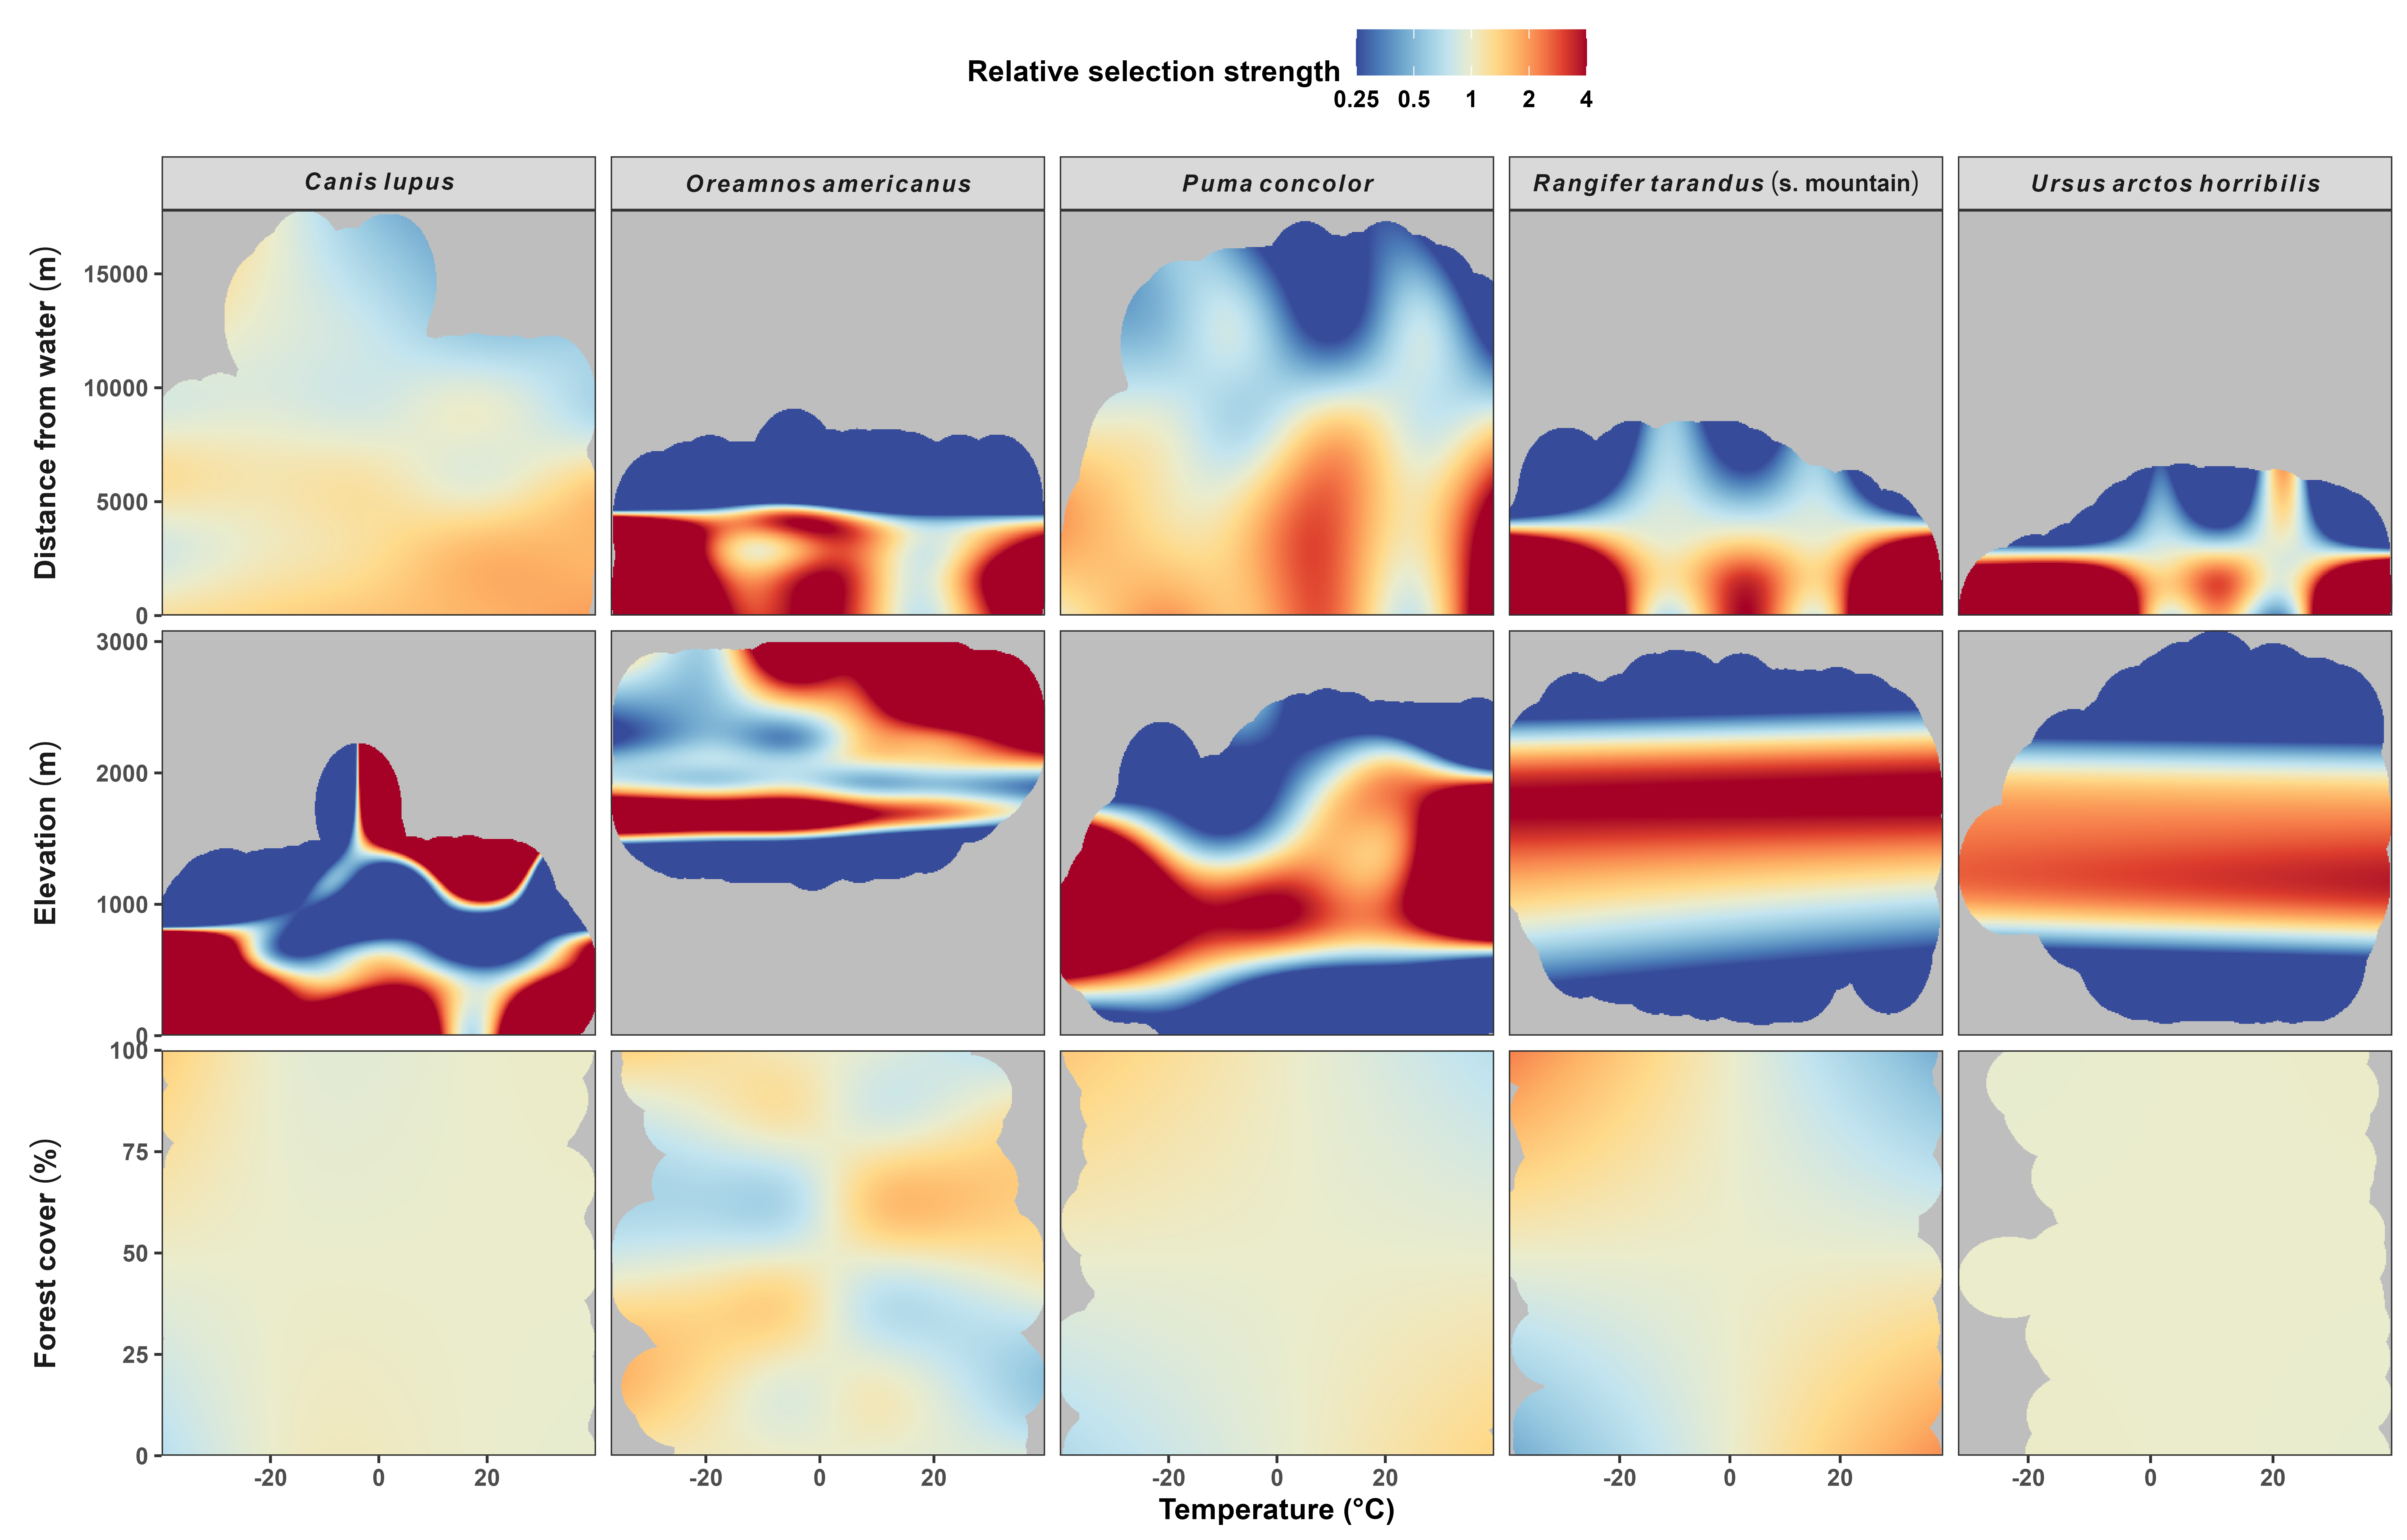 Relative selection strength
0.25 0.5 1 2 4
Canis lupus
Oreamnos americanus
Puma concolor
Rangifer tarandus (s. mountain)
Ursus arctos horribilis
Distance from water (m)
15000
10000
5000
0
Elevation (m)
3000
2000
1000
0
Forest cover (%)
100
75
50
25
0
-20 0 20
-20 0 20
-20 0 20
-20 0 20
-20 0 20
Temperature (°C)